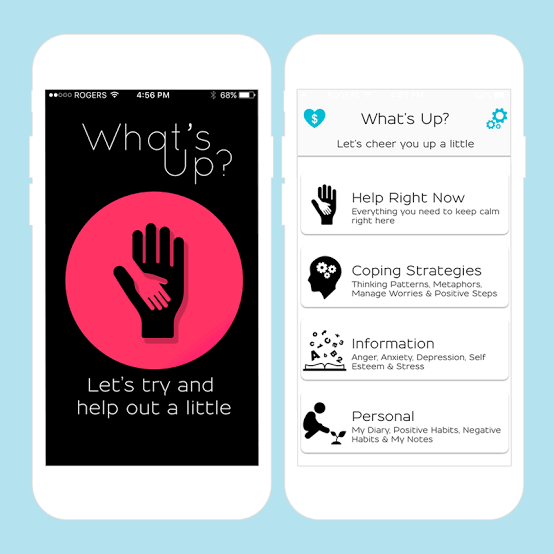 ROGERS 4:56 PM 68%
What's
Up?
Let's try and
help out a little
$
What's Up?
Let's cheer you up a little
Help Right Now
Everything you need to keep calm
right here
Coping Strategies
Thinking Patterns, Metaphors,
Manage Worries & Positive Steps
Information
Anger, Anxiety, Depression, Self
Esteem & Stress
Personal
My Diary, Positive Habits, Negative
Habits & My Notes